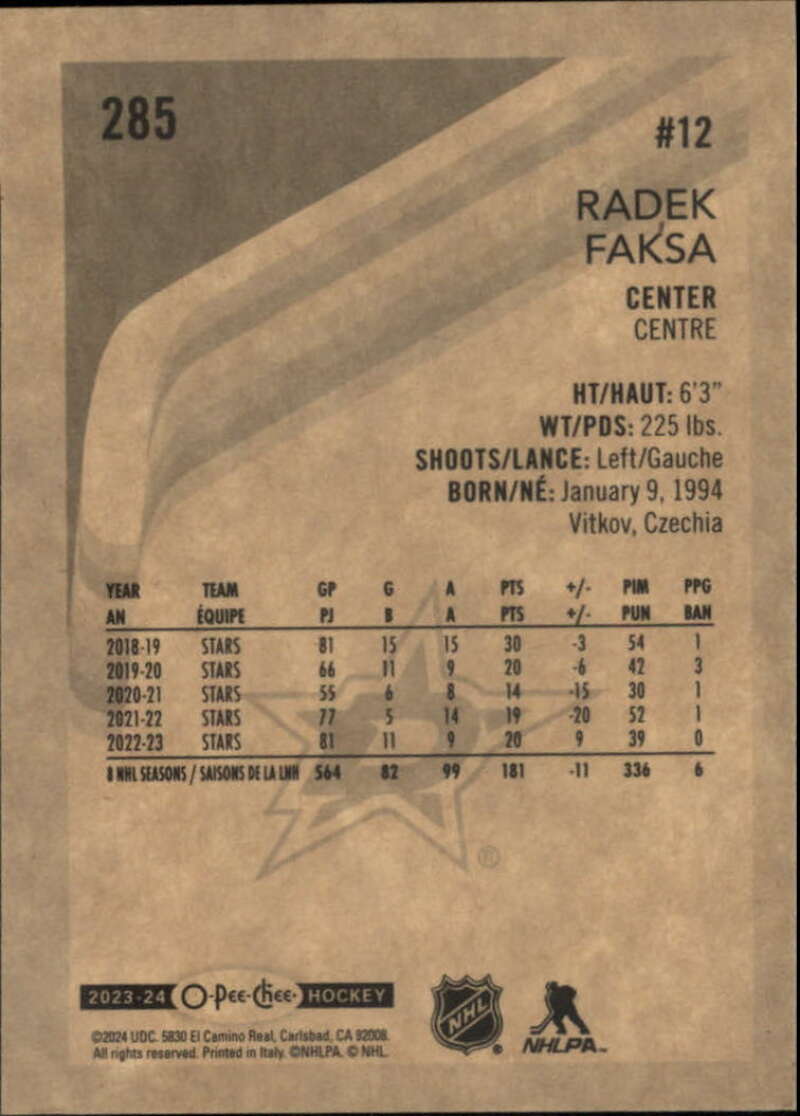 285
#12
RADEK
FAKSA
CENTER
CENTRE
HT/HAUT: 6'3"
WT/PDS: 225 lbs.
SHOOTS/LANCE: Left/Gauche
BORN/NÉ: January 9, 1994
Vitkov, Czechia
YEAR TEAM GP G A PTS +/- PIM PPG
AN ÉQUIPE PJ B A PTS +/- PUN BAN
2018-19 STARS 81 15 15 30 -3 54 1
2019-20 STARS 66 11 9 20 -6 42 3
2020-21 STARS 55 6 8 14 -15 30 1
2021-22 STARS 77 5 14 19 -20 52 1
2022-23 STARS 81 11 9 20 9 39 0
8 NHL SEASONS / SAISONS DE LA LNH 564 82 99 181 -11 336 6
®
2023-24 O-Pee-Chee HOCKEY
NHL
NHLPA™
©2024 UDC. 5830 El Camino Real, Carlsbad, CA 92008.
All rights reserved. Printed in Italy. ©NHLPA. © NHL.